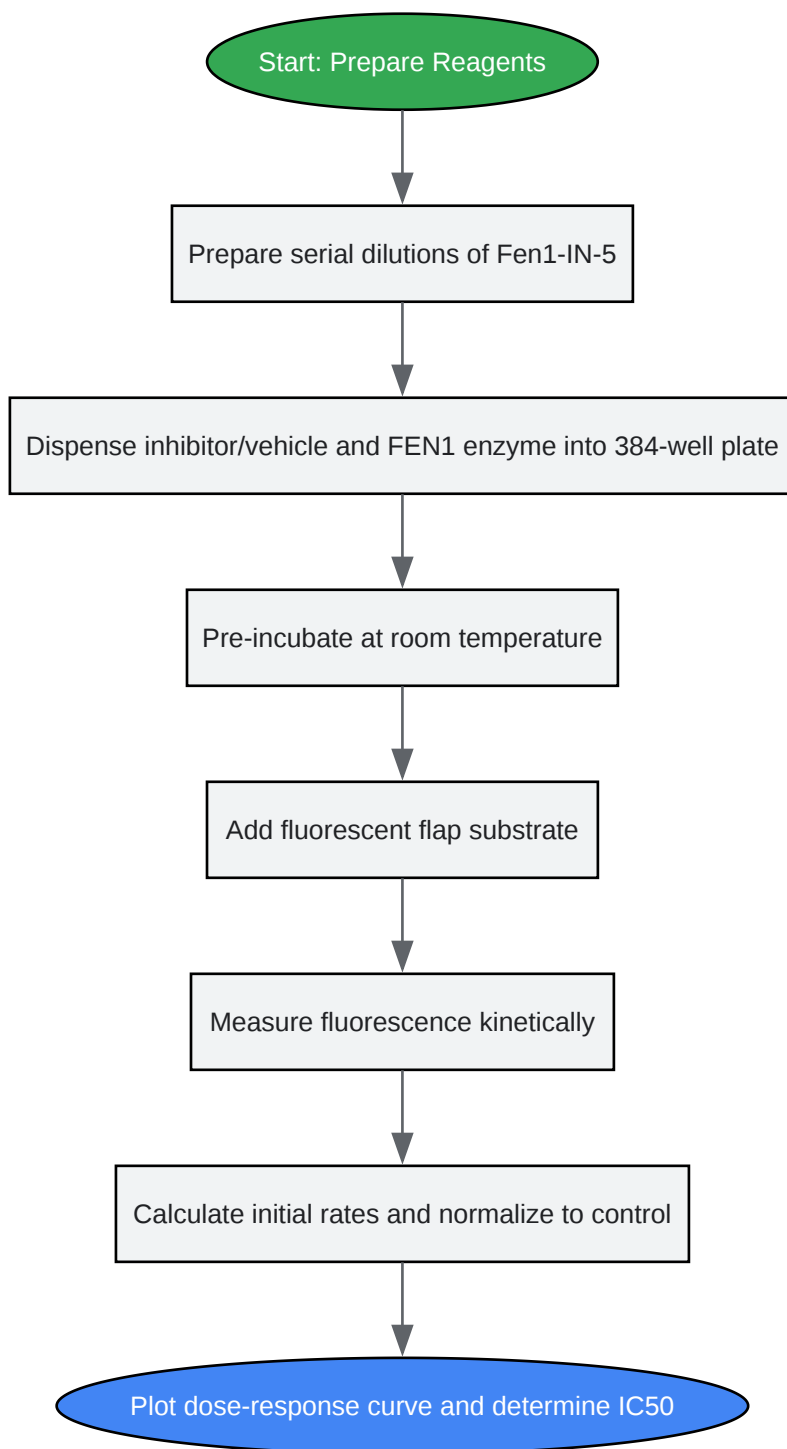 Start: Prepare Reagents
Prepare serial dilutions of Fen1-IN-5
Dispense inhibitor/vehicle and FEN1 enzyme into 384-well plate
Pre-incubate at room temperature
Add fluorescent flap substrate
Measure fluorescence kinetically
Calculate initial rates and normalize to control
Plot dose-response curve and determine IC50